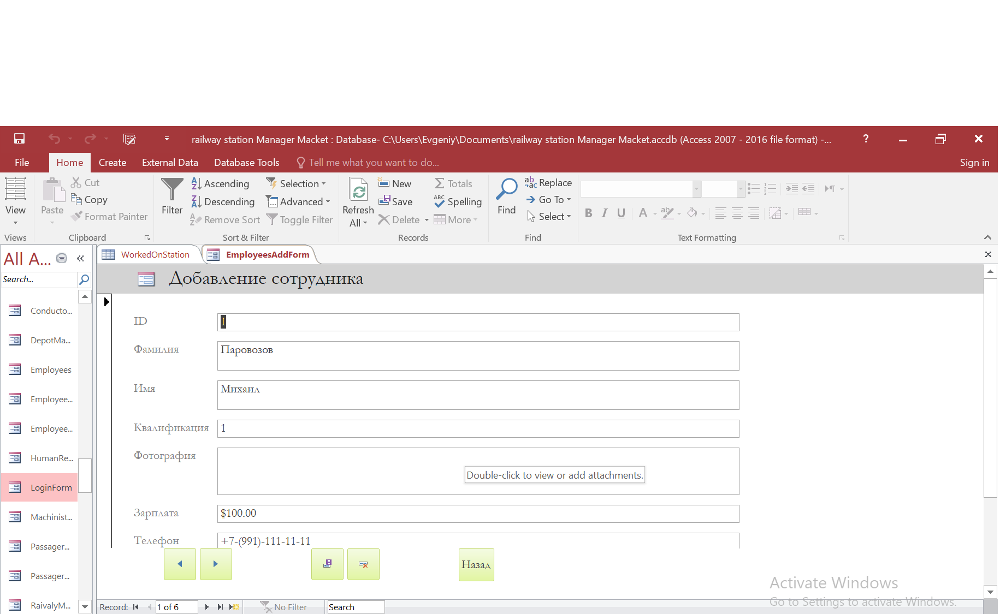 railway station Manager Macket : Database- C:\Users\Evgeniy\Documents\railway station Manager Macket.accdb (Access 2007 - 2016 file format) -...
?
File
Home
Create
External Data
Database Tools
Tell me what you want to do...
Sign in
View
Views
Paste
Cut
Copy
Format Painter
Clipboard
Filter
Ascending
Descending
Remove Sort
Selection
Advanced
Toggle Filter
Sort & Filter
Refresh
All
New
Save
Delete
Totals
Spelling
More
Records
Find
Replace
Go To
Select
Find
B I U A
Text Formatting
All A...
Search...
Conducto...
DepotMa...
Employees
Employee...
Employee...
HumanRe...
LoginForm
Machinist...
Passager...
Passager...
RaivalyM...
WorkedOnStation
EmployeesAddForm
Добавление сотрудника
ID
1
Фамилия
Паровозов
Имя
Михаил
Квалификация
1
Фотография
Double-click to view or add attachments.
Зарплата
$100.00
Телефон
+7-(991)-111-11-11
Назад
Activate Windows
Go to Settings to activate Windows.
Record:
1 of 6
No Filter
Search